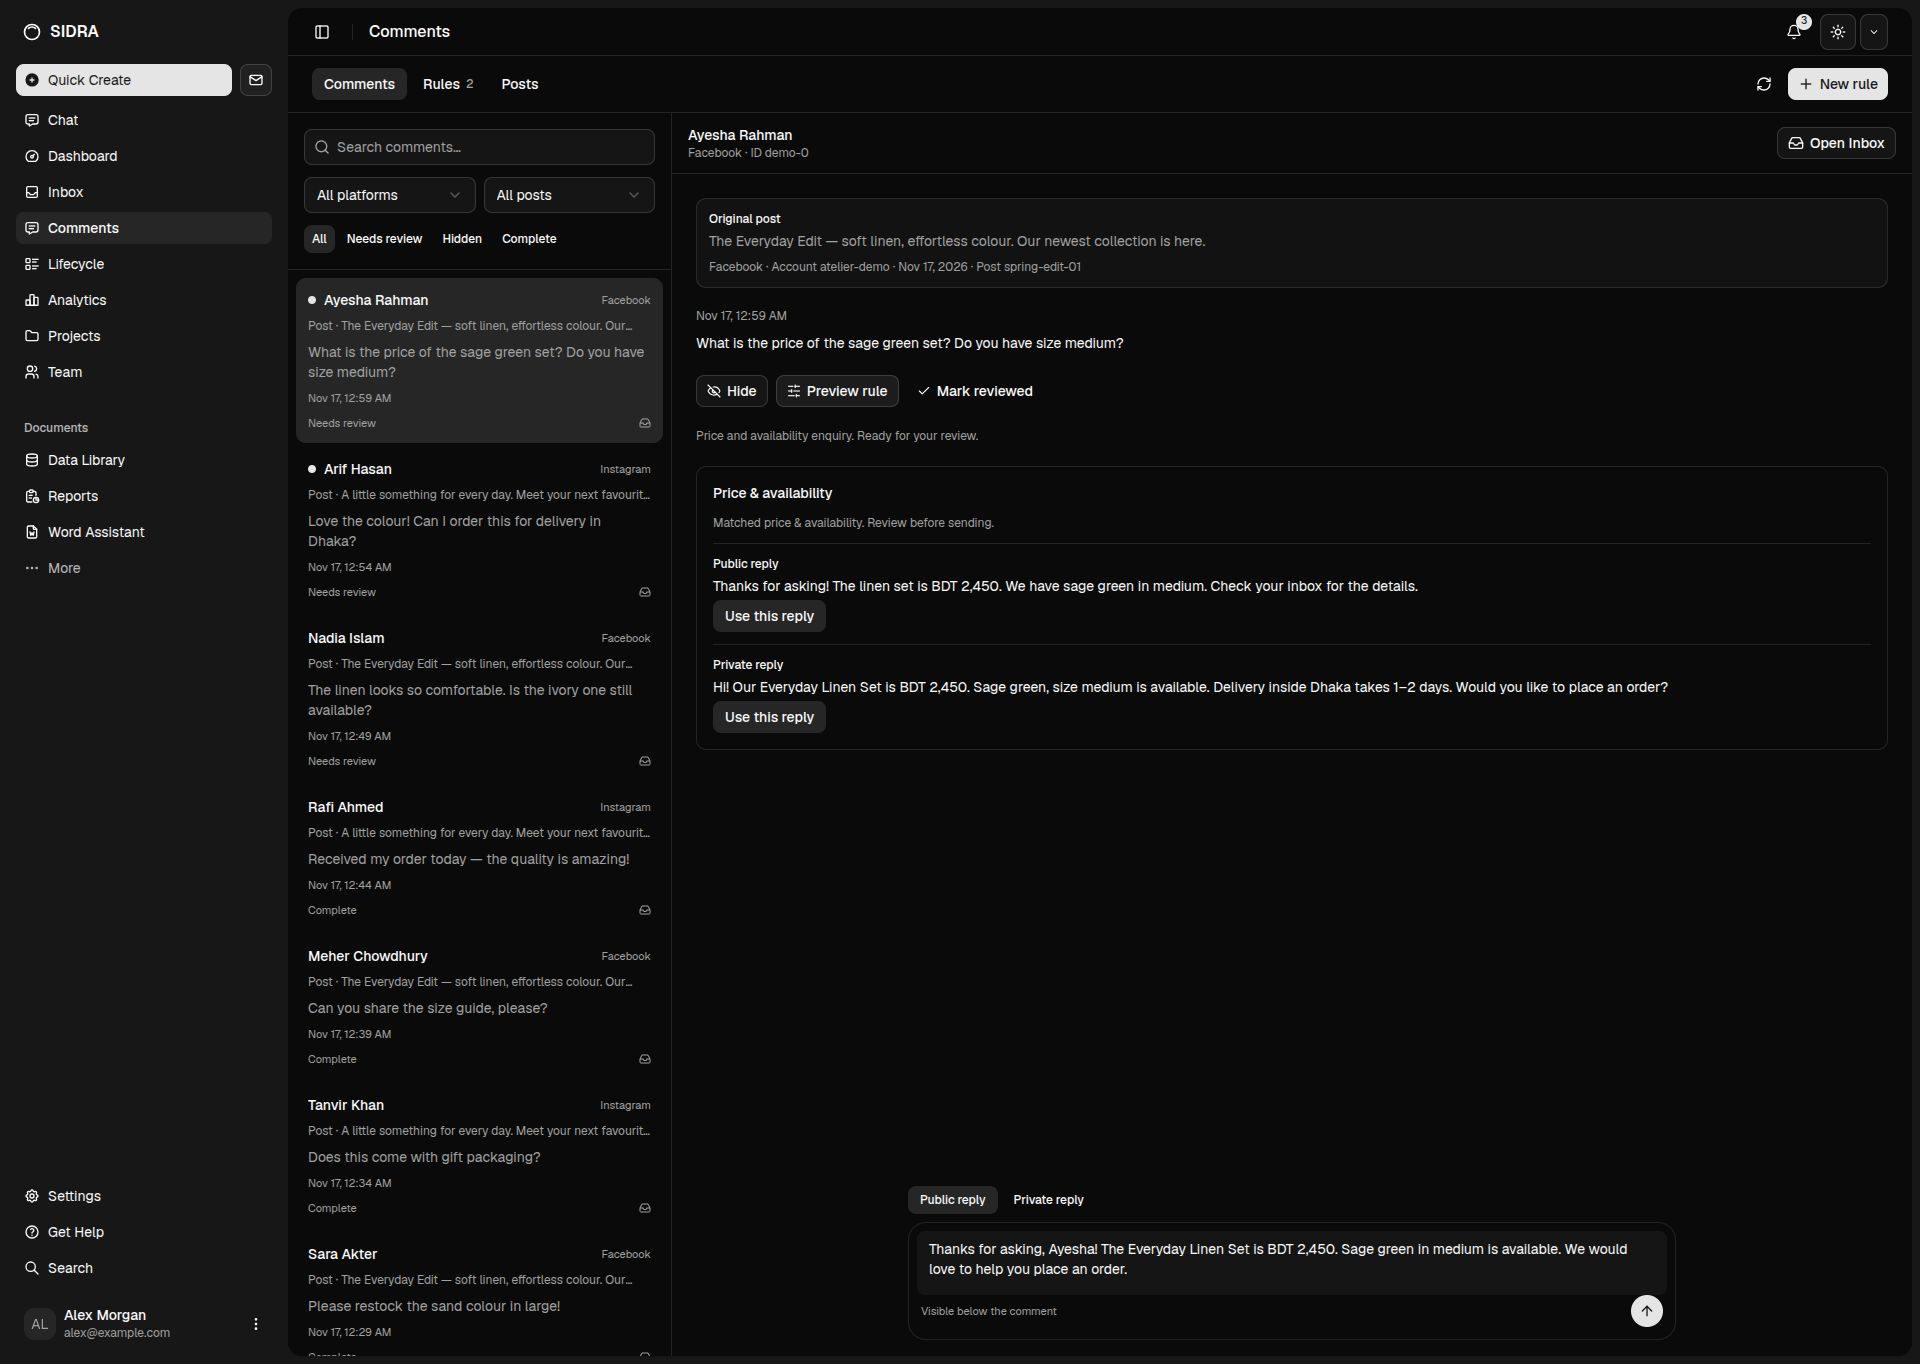 SIDRA
Quick Create
Chat
Dashboard
Inbox
Comments
Lifecycle
Analytics
Projects
Team
Documents
Data Library
Reports
Word Assistant
More
Settings
Get Help
Search
AL
Alex Morgan
alex@example.com
Comments
3
Comments
Rules 2
Posts
New rule
Search comments...
All platforms
All posts
All
Needs review
Hidden
Complete
Ayesha Rahman
Facebook
Post · The Everyday Edit — soft linen, effortless colour. Our...
What is the price of the sage green set? Do you have
size medium?
Nov 17, 12:59 AM
Needs review
Arif Hasan
Instagram
Post · A little something for every day. Meet your next favourit...
Love the colour! Can I order this for delivery in
Dhaka?
Nov 17, 12:54 AM
Needs review
Nadia Islam
Facebook
Post · The Everyday Edit — soft linen, effortless colour. Our...
The linen looks so comfortable. Is the ivory one still
available?
Nov 17, 12:49 AM
Needs review
Rafi Ahmed
Instagram
Post · A little something for every day. Meet your next favourit...
Received my order today — the quality is amazing!
Nov 17, 12:44 AM
Complete
Meher Chowdhury
Facebook
Post · The Everyday Edit — soft linen, effortless colour. Our...
Can you share the size guide, please?
Nov 17, 12:39 AM
Complete
Tanvir Khan
Instagram
Post · A little something for every day. Meet your next favourit...
Does this come with gift packaging?
Nov 17, 12:34 AM
Complete
Sara Akter
Facebook
Post · The Everyday Edit — soft linen, effortless colour. Our...
Please restock the sand colour in large!
Nov 17, 12:29 AM
Ayesha Rahman
Facebook · ID demo-0
Open Inbox
Original post
The Everyday Edit — soft linen, effortless colour. Our newest collection is here.
Facebook · Account atelier-demo · Nov 17, 2026 · Post spring-edit-01
Nov 17, 12:59 AM
What is the price of the sage green set? Do you have size medium?
Hide
Preview rule
Mark reviewed
Price and availability enquiry. Ready for your review.
Price & availability
Matched price & availability. Review before sending.
Public reply
Thanks for asking! The linen set is BDT 2,450. We have sage green in medium. Check your inbox for the details.
Use this reply
Private reply
Hi! Our Everyday Linen Set is BDT 2,450. Sage green, size medium is available. Delivery inside Dhaka takes 1–2 days. Would you like to place an order?
Use this reply
Public reply
Private reply
Thanks for asking, Ayesha! The Everyday Linen Set is BDT 2,450. Sage green in medium is available. We would
love to help you place an order.
Visible below the comment